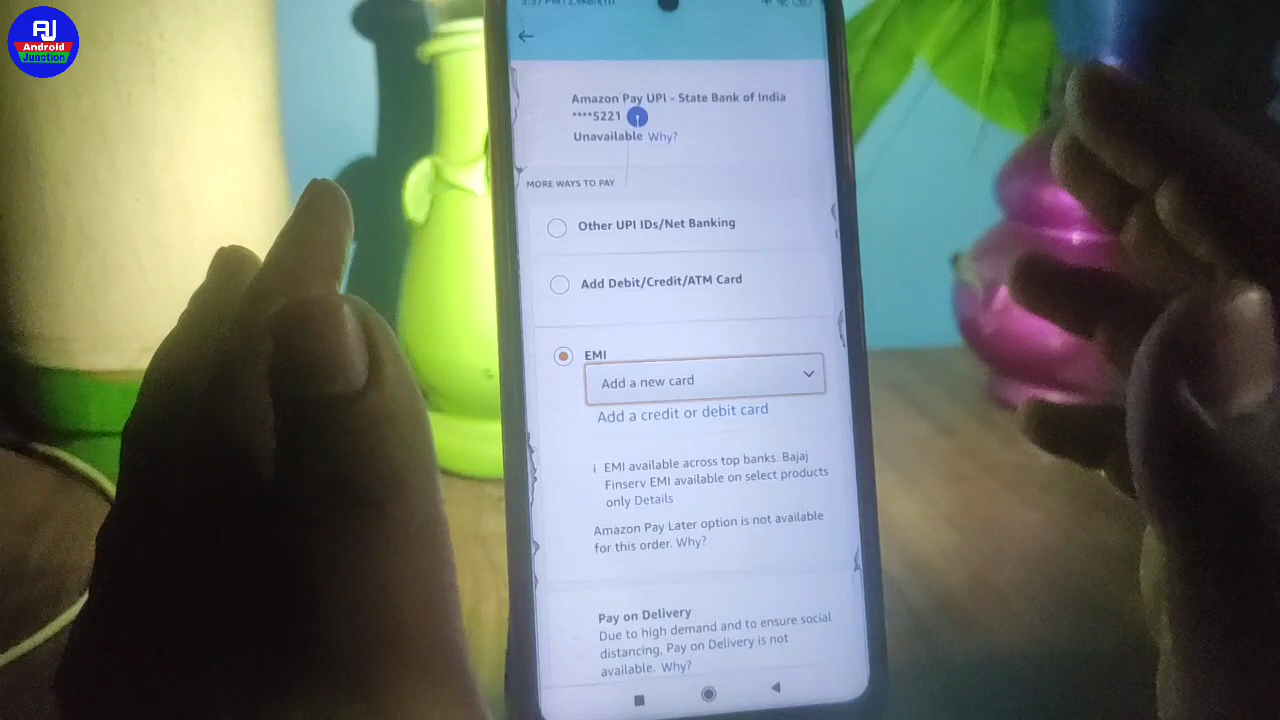 AJ
Android
Junction
Amazon Pay UPI - State Bank of India
****5221
Unavailable Why?
MORE WAYS TO PAY
Other UPI IDs/Net Banking
Add Debit/Credit/ATM Card
EMI
Add a new card
Add a credit or debit card
i EMI available across top banks. Bajaj
Finserv EMI available on select products
only Details
Amazon Pay Later option is not available
for this order. Why?
Pay on Delivery
Due to high demand and to ensure social
distancing, Pay on Delivery is not
available. Why?